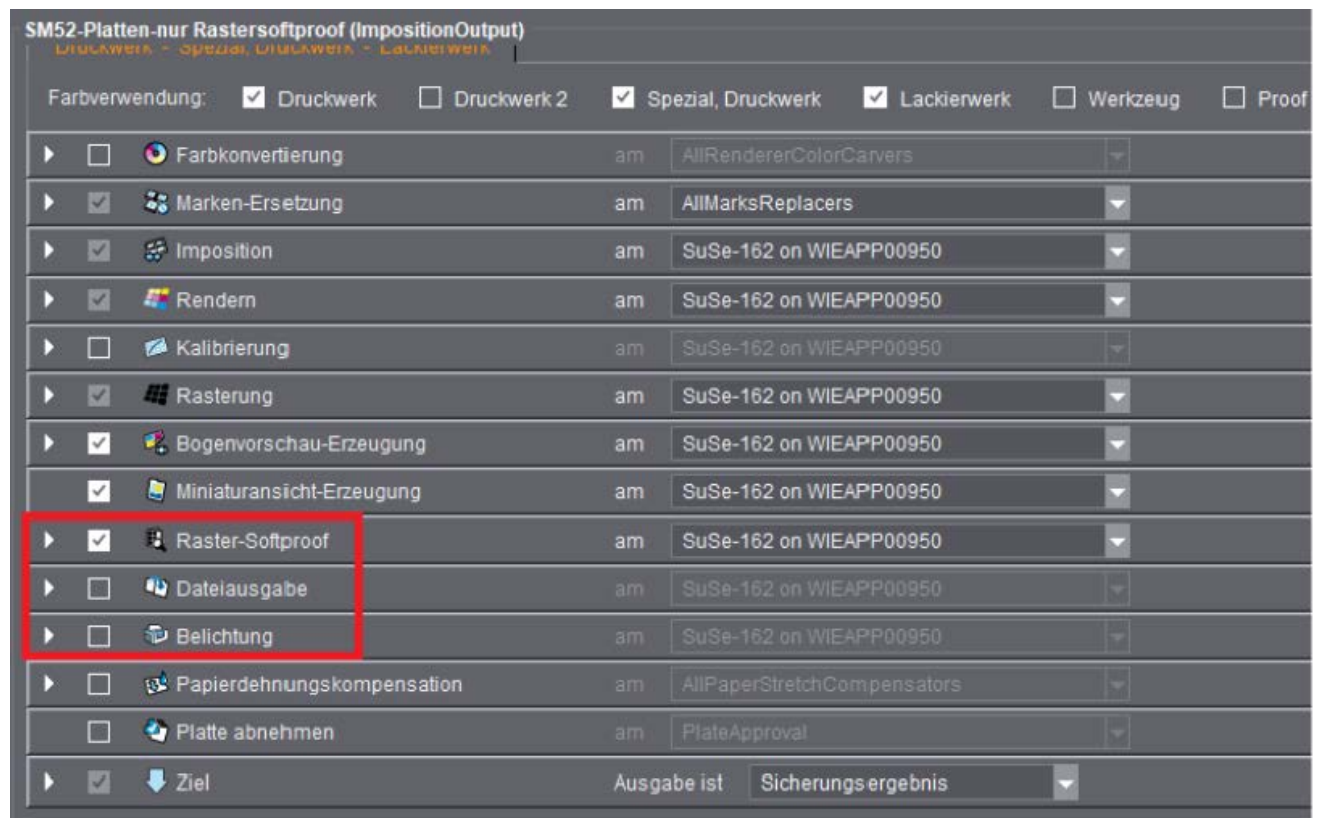 SM52-Platten-nur Rastersoftproof (ImpositionOutput)
Druckwerk - Spezial, Druckwerk - Lackierwerk
Farbverwendung: Druckwerk Druckwerk 2 Spezial, Druckwerk Lackierwerk Werkzeug Proof
Farbkonvertierung am AllRendererColorCarvers
Marken-Ersetzung am AllMarksReplacers
Imposition am SuSe-162 on WIEAPP00950
Rendern am SuSe-162 on WIEAPP00950
Kalibrierung am SuSe-162 on WIEAPP00950
Rasterung am SuSe-162 on WIEAPP00950
Bogenvorschau-Erzeugung am SuSe-162 on WIEAPP00950
Miniaturansicht-Erzeugung am SuSe-162 on WIEAPP00950
Raster-Softproof am SuSe-162 on WIEAPP00950
Dateiausgabe am SuSe-162 on WIEAPP00950
Belichtung am SuSe-162 on WIEAPP00950
Papierdehnungskompensation am AllPaperStretchCompensators
Platte abnehmen am PlateApproval
Ziel Ausgabe ist Sicherungsergebnis